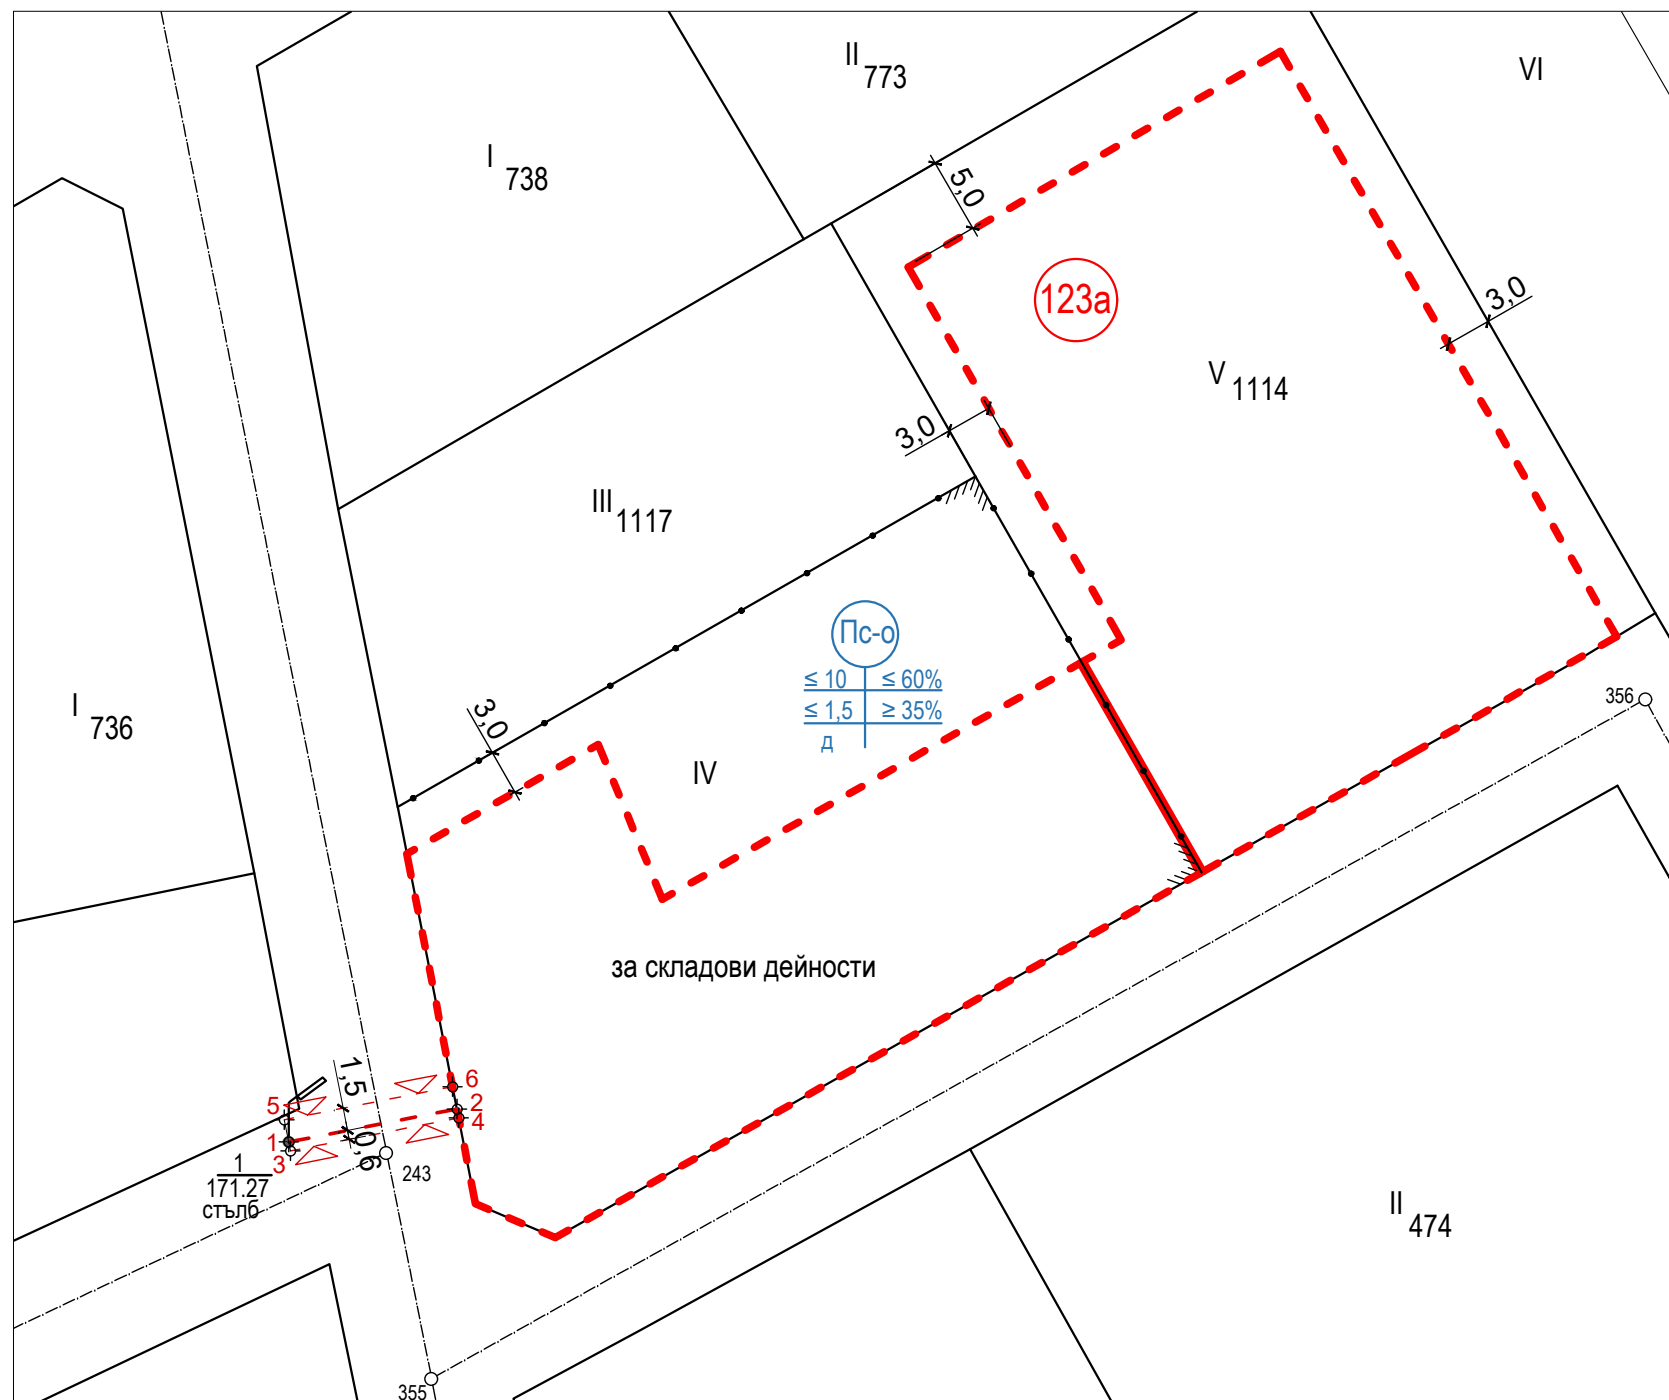 II 773
VI
I 738
5,0
123а
3,0
V 1114
3,0
III 1117
Пс-о
≤ 10 ≤ 60%
≤ 1,5 ≥ 35%
д
356
I 736
3,0
IV
за складови дейности
1,5
6
5
2
4
1
0,6
3
1
171.27
стълб
243
II 474
355